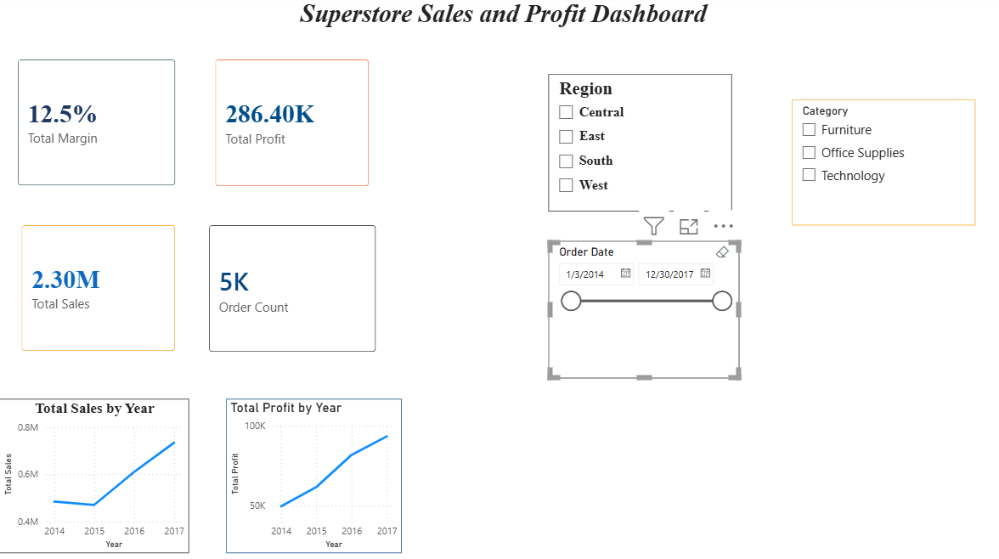 Superstore Sales and Profit Dashboard
12.5%
Total Margin
286.40K
Total Profit
Region
Central
East
South
West
Category
Furniture
Office Supplies
Technology
2.30M
Total Sales
5K
Order Count
Order Date
1/3/2014 12/30/2017
Total Sales by Year
0.8M
0.6M
0.4M
Total Sales
2014 2015 2016 2017
Year
Total Profit by Year
100K
50K
Total Profit
2014 2015 2016 2017
Year